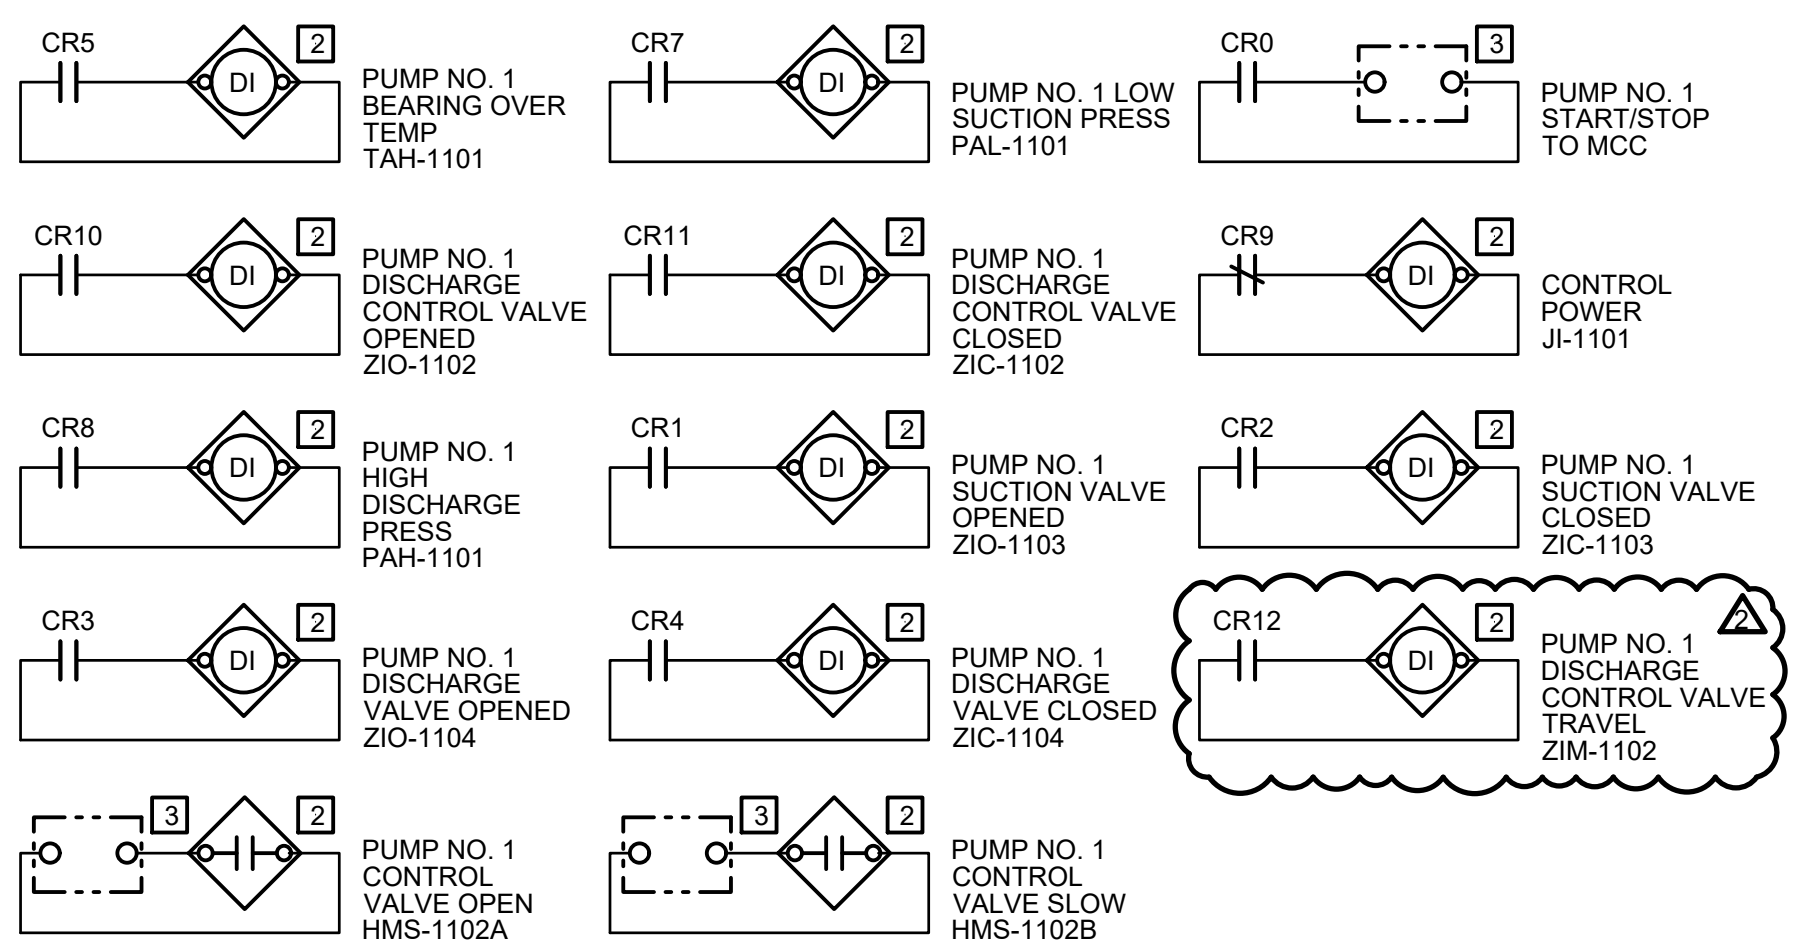 CR5
DI
2
PUMP NO. 1
BEARING OVER
TEMP
TAH-1101
CR7
DI
2
PUMP NO. 1 LOW
SUCTION PRESS
PAL-1101
CR0
3
PUMP NO. 1
START/STOP
TO MCC
CR10
DI
2
PUMP NO. 1
DISCHARGE
CONTROL VALVE
OPENED
ZIO-1102
CR11
DI
2
PUMP NO. 1
DISCHARGE
CONTROL VALVE
CLOSED
ZIC-1102
CR9
DI
2
CONTROL
POWER
JI-1101
CR8
DI
2
PUMP NO. 1
HIGH
DISCHARGE
PRESS
PAH-1101
CR1
DI
2
PUMP NO. 1
SUCTION VALVE
OPENED
ZIO-1103
CR2
DI
2
PUMP NO. 1
SUCTION VALVE
CLOSED
ZIC-1103
CR3
DI
2
PUMP NO. 1
DISCHARGE
VALVE OPENED
ZIO-1104
CR4
DI
2
PUMP NO. 1
DISCHARGE
VALVE CLOSED
ZIC-1104
CR12
DI
2
2
PUMP NO. 1
DISCHARGE
CONTROL VALVE
TRAVEL
ZIM-1102
3
2
PUMP NO. 1
CONTROL
VALVE OPEN
HMS-1102A
3
2
PUMP NO. 1
CONTROL
VALVE SLOW
HMS-1102B